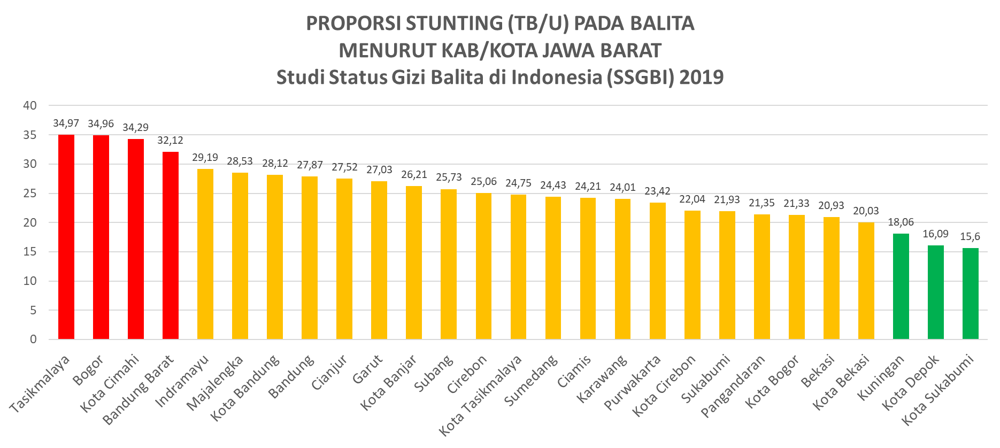 PROPORSI STUNTING (TB/U) PADA BALITA
MENURUT KAB/KOTA JAWA BARAT
Studi Status Gizi Balita di Indonesia (SSGBI) 2019
40
35
30
25
20
15
10
5
0
34,97
34,96
34,29
32,12
29,19
28,53
28,12
27,87
27,52
27,03
26,21
25,73
25,06
24,75
24,43
24,21
24,01
23,42
22,04
21,93
21,35
21,33
20,93
20,03
18,06
16,09
15,6
Tasikmalaya
Bogor
Kota Cimahi
Bandung Barat
Indramayu
Majalengka
Kota Bandung
Bandung
Cianjur
Garut
Kota Banjar
Subang
Cirebon
Kota Tasikmalaya
Sumedang
Ciamis
Karawang
Purwakarta
Kota Cirebon
Sukabumi
Pangandaran
Kota Bogor
Bekasi
Kota Bekasi
Kuningan
Kota Depok
Kota Sukabumi